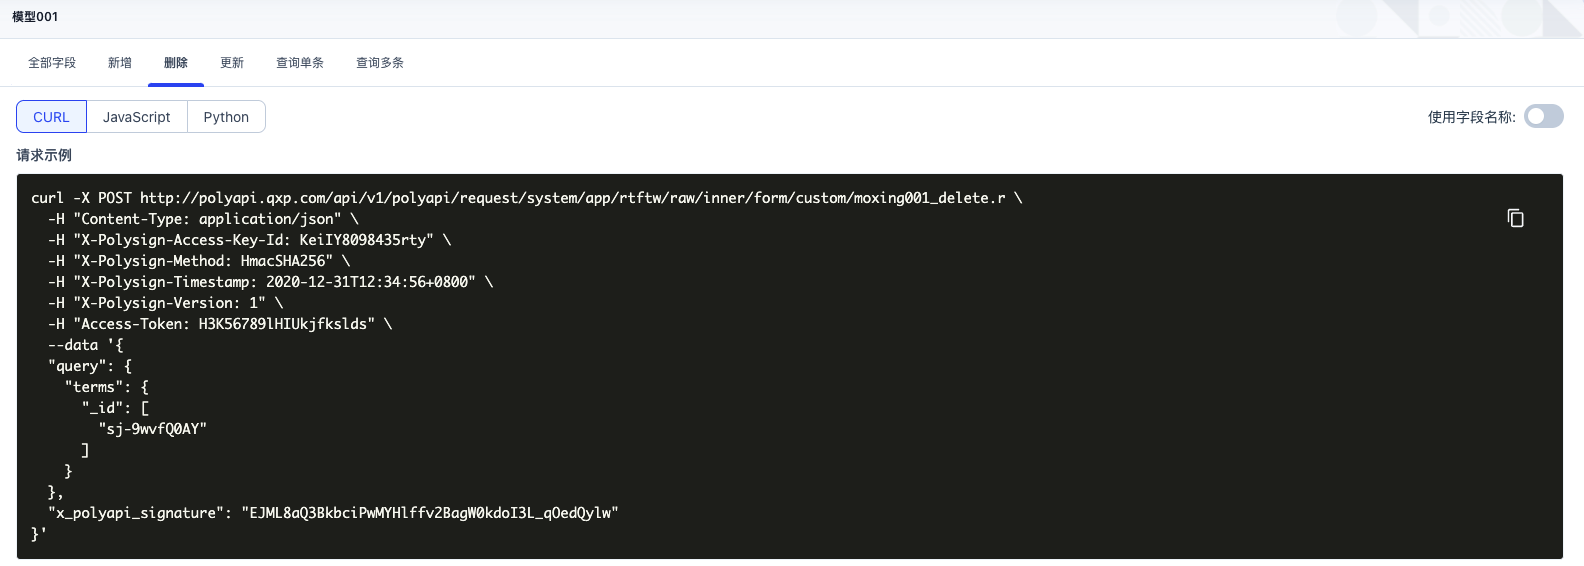 模型001
全部字段 新增 删除 更新 查询单条 查询多条
CURL JavaScript Python 使用字段名称:
请求示例
curl -X POST http://polyapi.qxp.com/api/v1/polyapi/request/system/app/rtftw/raw/inner/form/custom/moxing001_delete.r \
-H "Content-Type: application/json" \
-H "X-Polysign-Access-Key-Id: KeiIY8098435rty" \
-H "X-Polysign-Method: HmacSHA256" \
-H "X-Polysign-Timestamp: 2020-12-31T12:34:56+0800" \
-H "X-Polysign-Version: 1" \
-H "Access-Token: H3K56789lHIUkjfkslds" \
--data '{
"query": {
"terms": {
"_id": [
"sj-9wvfQ0AY"
]
}
},
"x_polyapi_signature": "EJML8aQ3BkbciPwMYHlffv2BagW0kdoI3L_qOedQylw"
}'